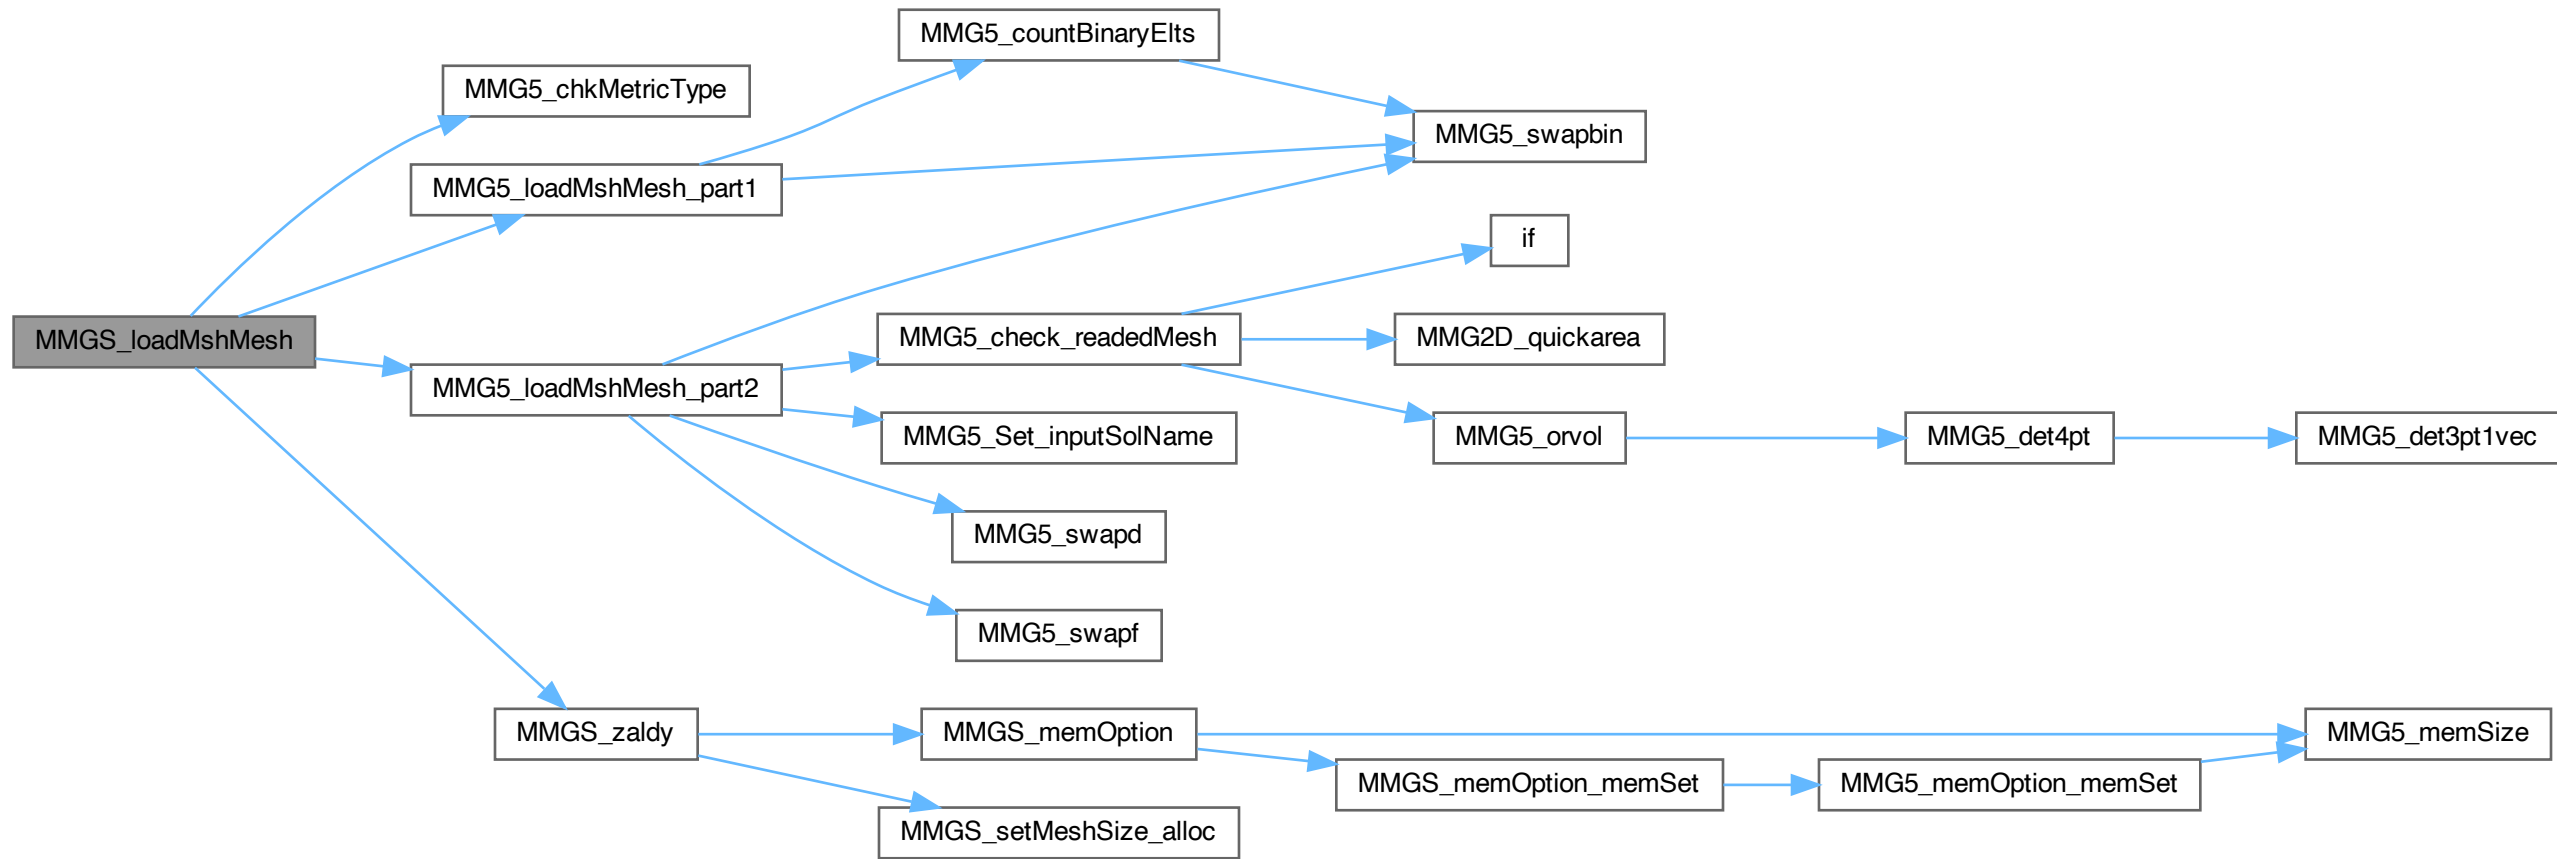 MMG5_countBinaryElts
MMG5_chkMetricType
MMG5_swapbin
MMG5_loadMshMesh_part1
if
MMGS_loadMshMesh
MMG5_check_readedMesh
MMG2D_quickarea
MMG5_loadMshMesh_part2
MMG5_Set_inputSolName
MMG5_orvol
MMG5_det4pt
MMG5_det3pt1vec
MMG5_swapd
MMG5_swapf
MMGS_zaldy
MMGS_memOption
MMG5_memSize
MMGS_memOption_memSet
MMG5_memOption_memSet
MMGS_setMeshSize_alloc